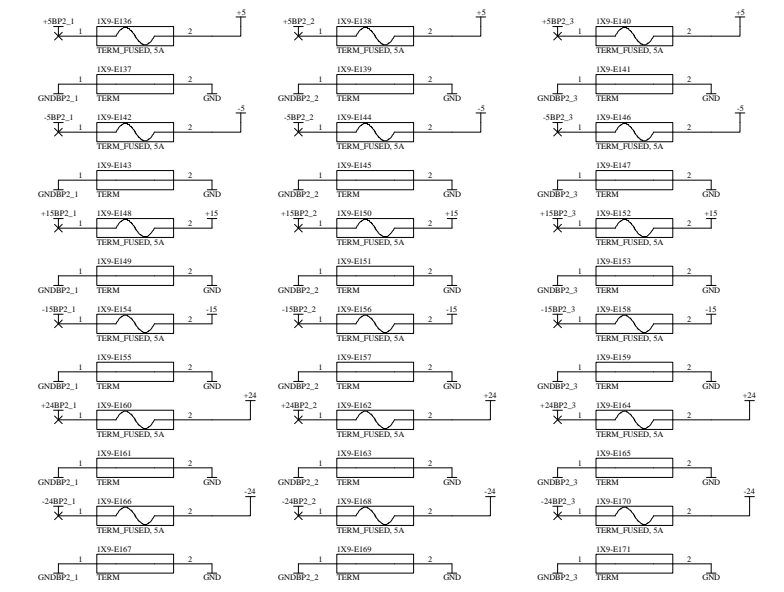 +5BP2_1 1 1X9-E136 2 +5 +5BP2_2 1 1X9-E138 2 +5 +5BP2_3 1 1X9-E140 2 +5
TERM_FUSED, 5A TERM_FUSED, 5A TERM_FUSED, 5A
1 1X9-E137 2 1 1X9-E139 2 1 1X9-E141 2
GNDBP2_1 TERM GND GNDBP2_2 TERM GND GNDBP2_3 TERM GND
-5BP2_1 1 1X9-E142 2 -5 -5BP2_2 1 1X9-E144 2 -5 -5BP2_3 1 1X9-E146 2 -5
TERM_FUSED, 5A TERM_FUSED, 5A TERM_FUSED, 5A
1 1X9-E143 2 1 1X9-E145 2 1 1X9-E147 2
GNDBP2_1 TERM GND GNDBP2_2 TERM GND GNDBP2_3 TERM GND
+15BP2_1 1 1X9-E148 2 +15 +15BP2_2 1 1X9-E150 2 +15 +15BP2_3 1 1X9-E152 2 +15
TERM_FUSED, 5A TERM_FUSED, 5A TERM_FUSED, 5A
1 1X9-E149 2 1 1X9-E151 2 1 1X9-E153 2
GNDBP2_1 TERM GND GNDBP2_2 TERM GND GNDBP2_3 TERM GND
-15BP2_1 1 1X9-E154 2 -15 -15BP2_2 1 1X9-E156 2 -15 -15BP2_3 1 1X9-E158 2 -15
TERM_FUSED, 5A TERM_FUSED, 5A TERM_FUSED, 5A
1 1X9-E155 2 1 1X9-E157 2 1 1X9-E159 2
GNDBP2_1 TERM GND GNDBP2_2 TERM GND GNDBP2_3 TERM GND
+24BP2_1 1 1X9-E160 2 +24 +24BP2_2 1 1X9-E162 2 +24 +24BP2_3 1 1X9-E164 2 +24
TERM_FUSED, 5A TERM_FUSED, 5A TERM_FUSED, 5A
1 1X9-E161 2 1 1X9-E163 2 1 1X9-E165 2
GNDBP2_1 TERM GND GNDBP2_2 TERM GND GNDBP2_3 TERM GND
-24BP2_1 1 1X9-E166 2 -24 -24BP2_2 1 1X9-E168 2 -24 -24BP2_3 1 1X9-E170 2 -24
TERM_FUSED, 5A TERM_FUSED, 5A TERM_FUSED, 5A
1 1X9-E167 2 1 1X9-E169 2 1 1X9-E171 2
GNDBP2_1 TERM GND GNDBP2_2 TERM GND GNDBP2_3 TERM GND